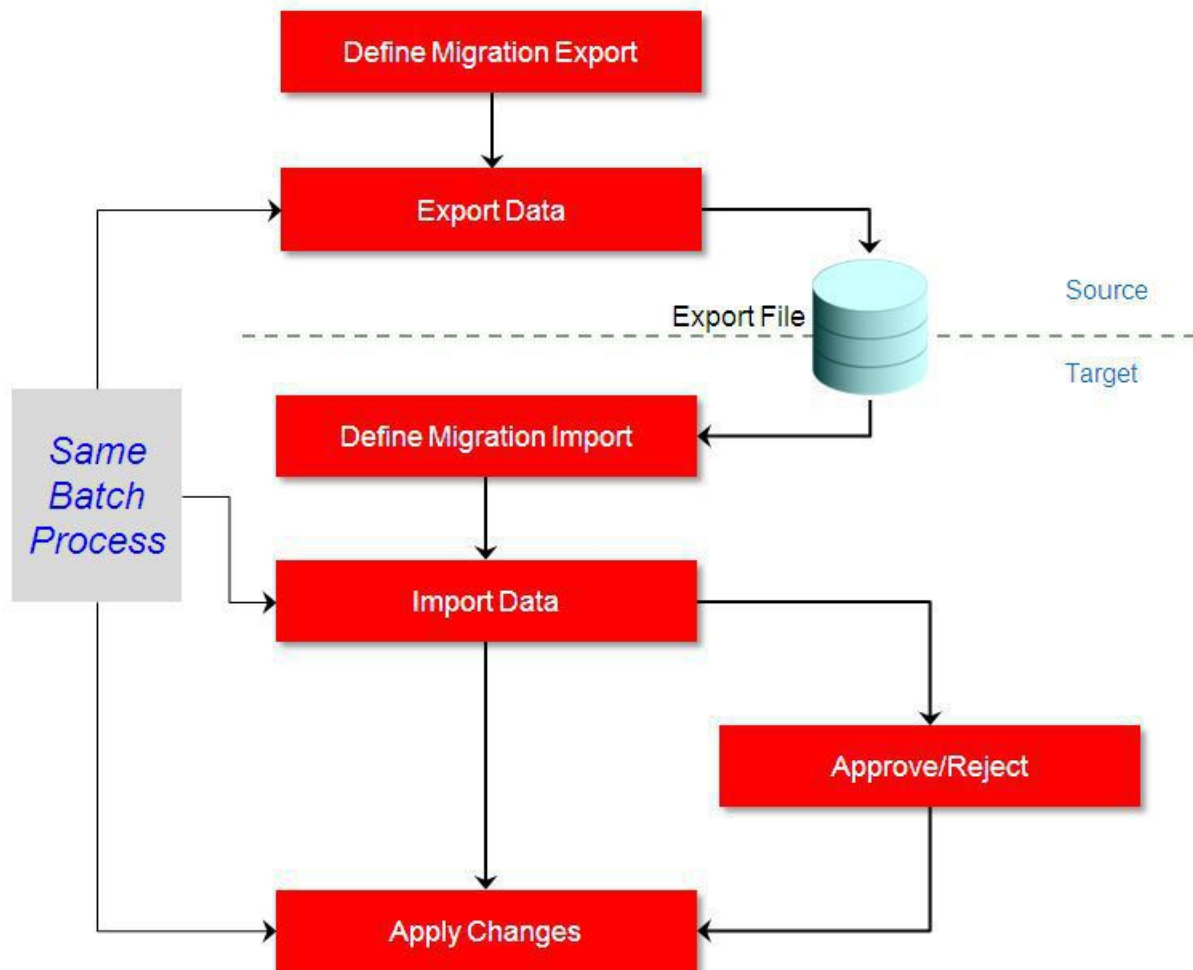 Define Migration Export
Export Data
Source
Export File
Target
Define Migration Import
Same
Batch
Process
Import Data
Approve/Reject
Apply Changes